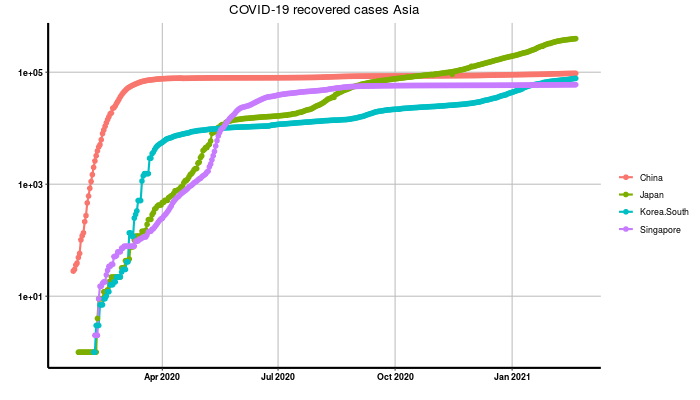 COVID-19 recovered cases Asia
1e+05
1e+03
1e+01
Apr 2020
Jul 2020
Oct 2020
Jan 2021
China
Japan
Korea.South
Singapore